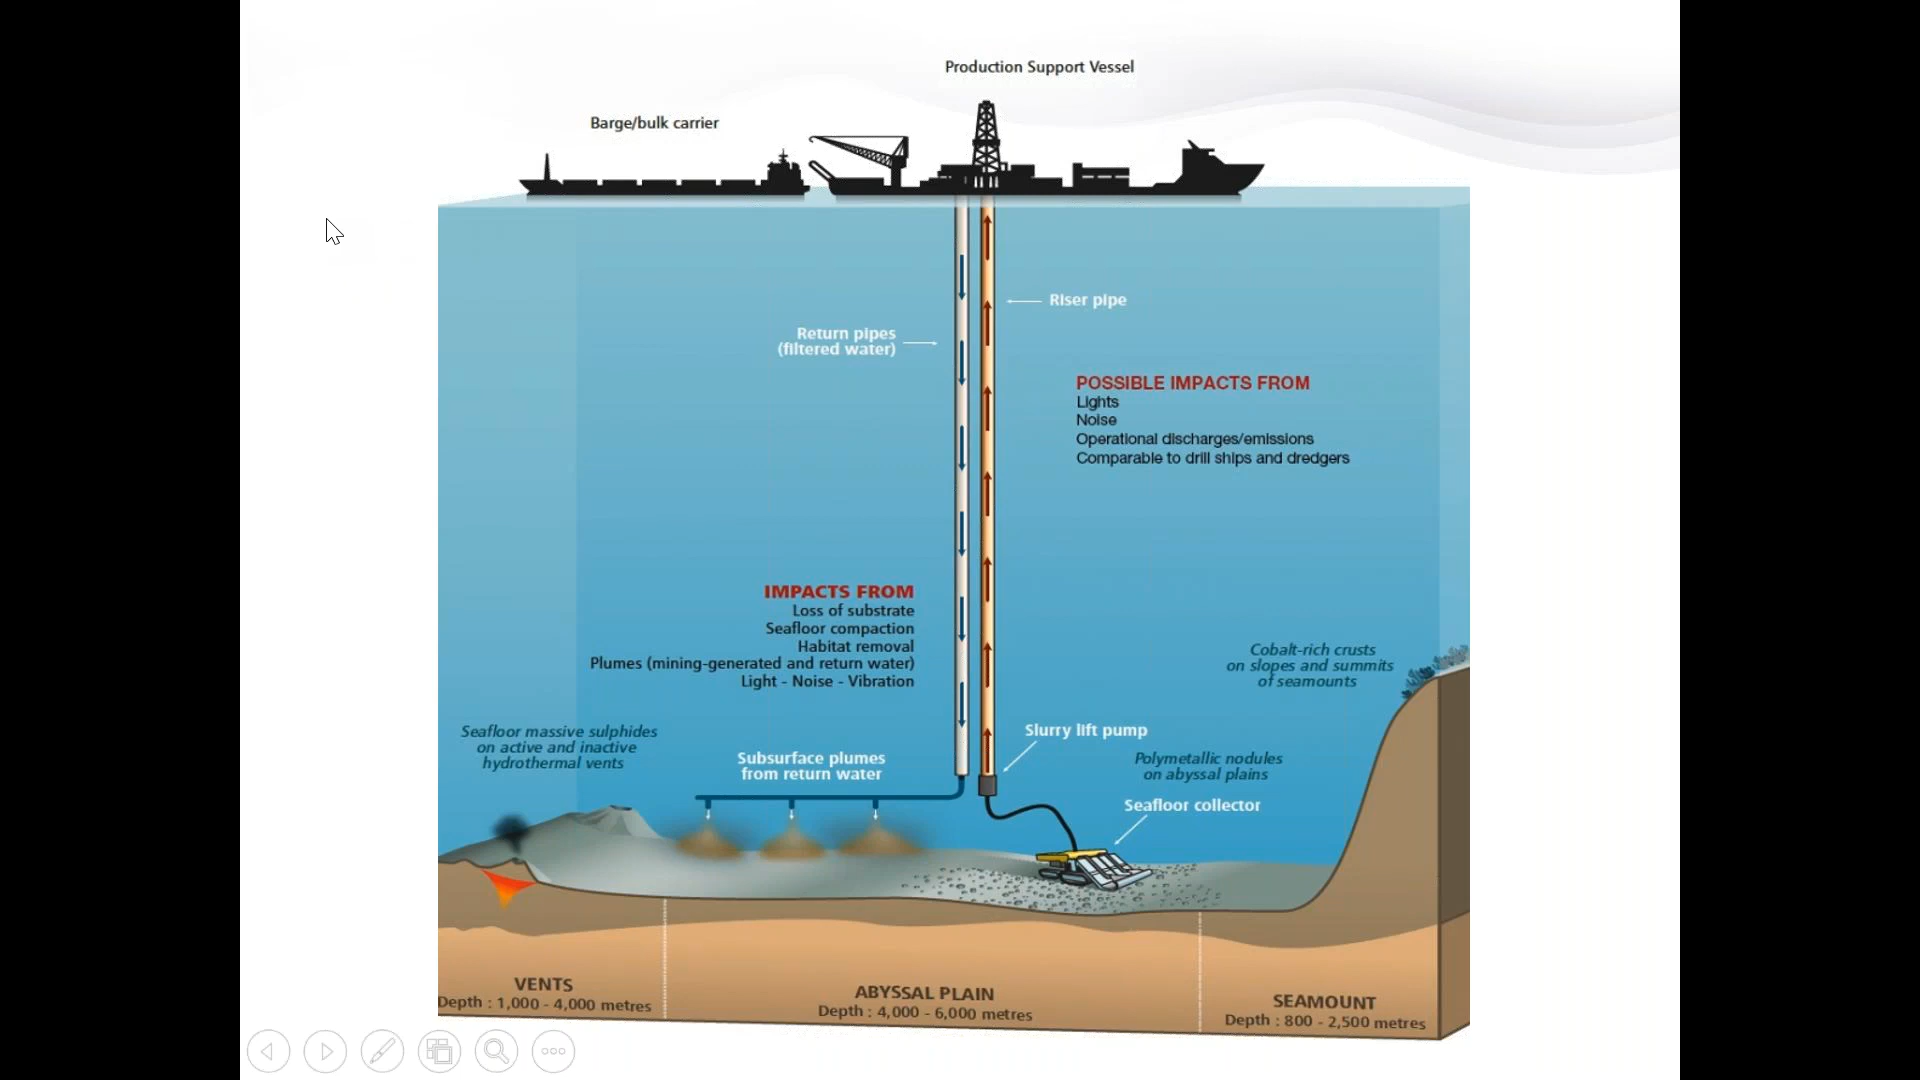 Production Support Vessel
Barge/bulk carrier
Riser pipe
Return pipes
(filtered water)
POSSIBLE IMPACTS FROM
Lights
Noise
Operational discharges/emissions
Comparable to drill ships and dredgers
IMPACTS FROM
Loss of substrate
Seafloor compaction
Habitat removal
Plumes (mining-generated and return water)
Light - Noise - Vibration
Cobalt-rich crusts
on slopes and summits
of seamounts
Seafloor massive sulphides
on active and inactive
hydrothermal vents
Subsurface plumes
from return water
Slurry lift pump
Polymetallic nodules
on abyssal plains
Seafloor collector
VENTS
Depth : 1,000 - 4,000 metres
ABYSSAL PLAIN
Depth : 4,000 - 6,000 metres
SEAMOUNT
Depth : 800 - 2,500 metres